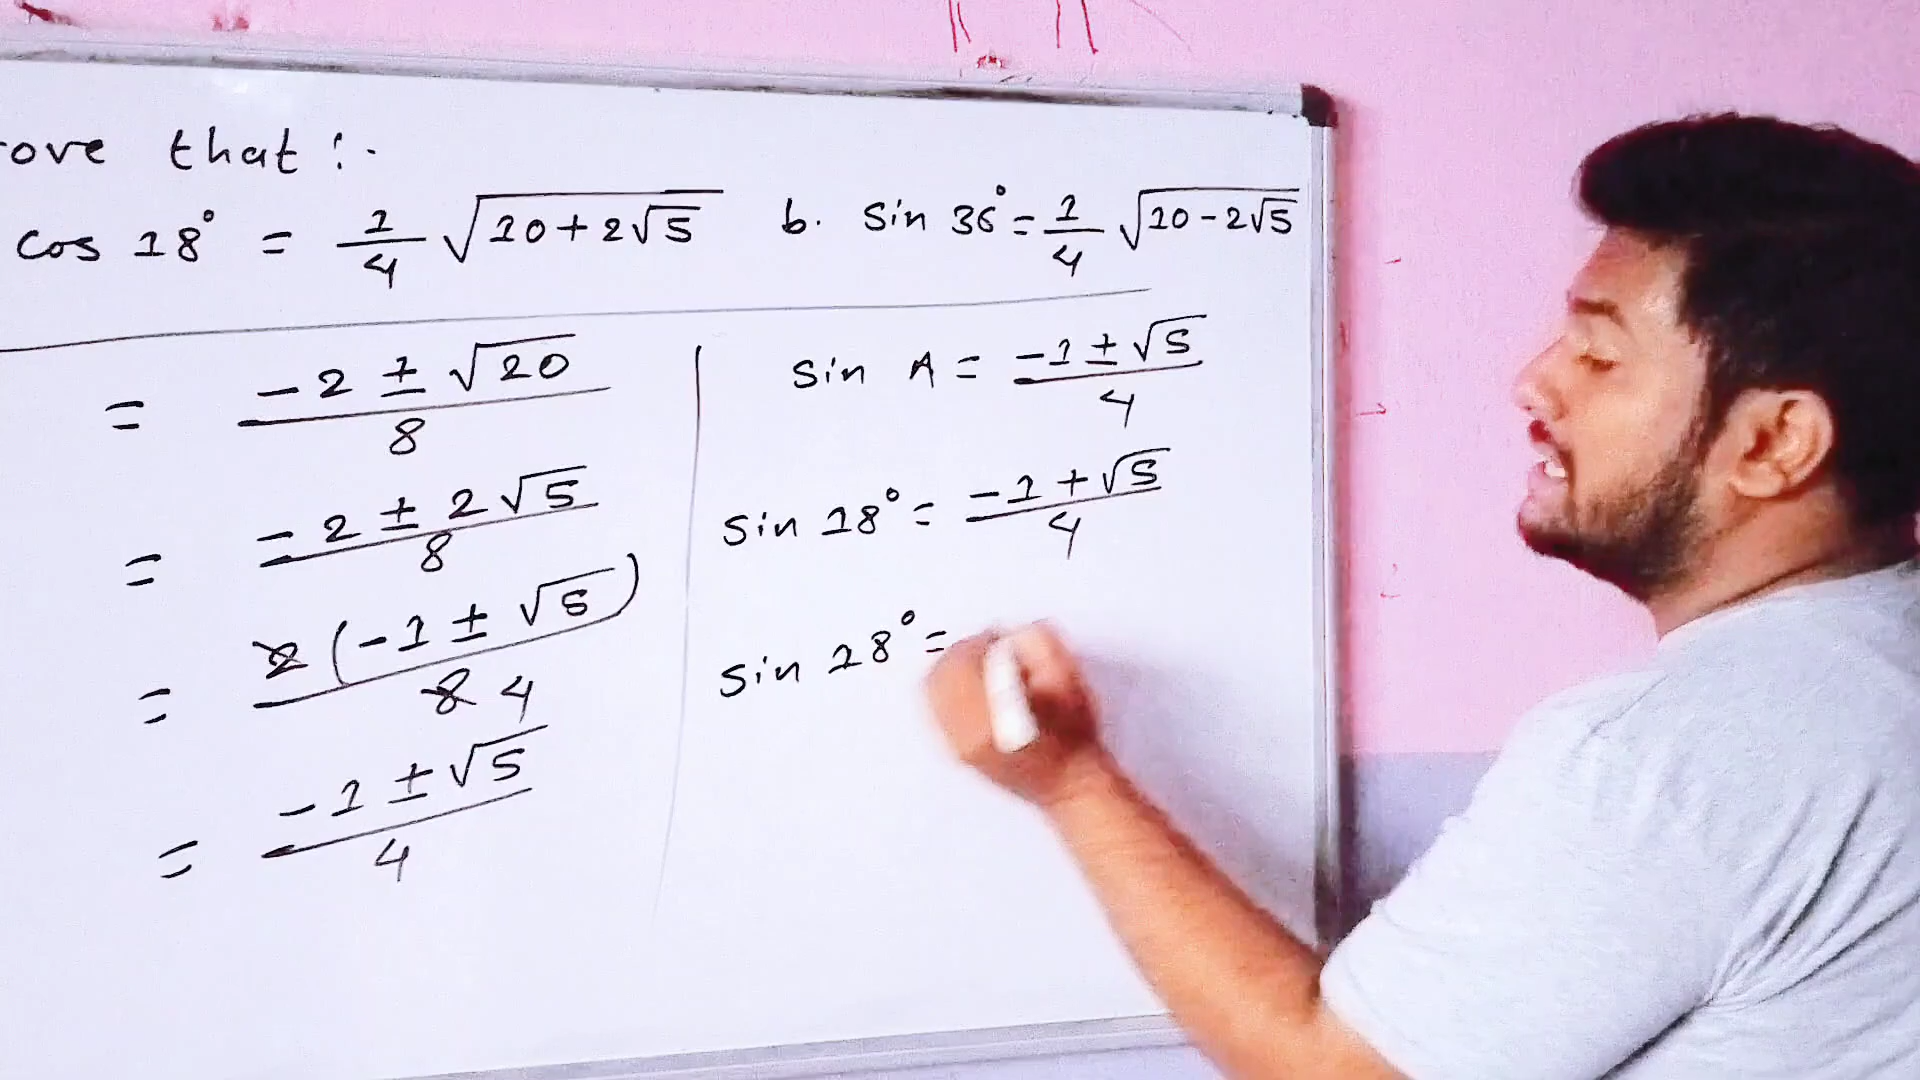 rove that :-
cos 18° = 1/4 √(10+2√5) b. Sin 36° = 1/4 √(10-2√5)
= (-2 ± √20)/8
= (-2 ± 2√5)/8
= 2(-1 ± √5)/8 4
= (-1 ± √5)/4
Sin A = (-1 ± √5)/4
Sin 18° = (-1 + √5)/4
Sin 18° =